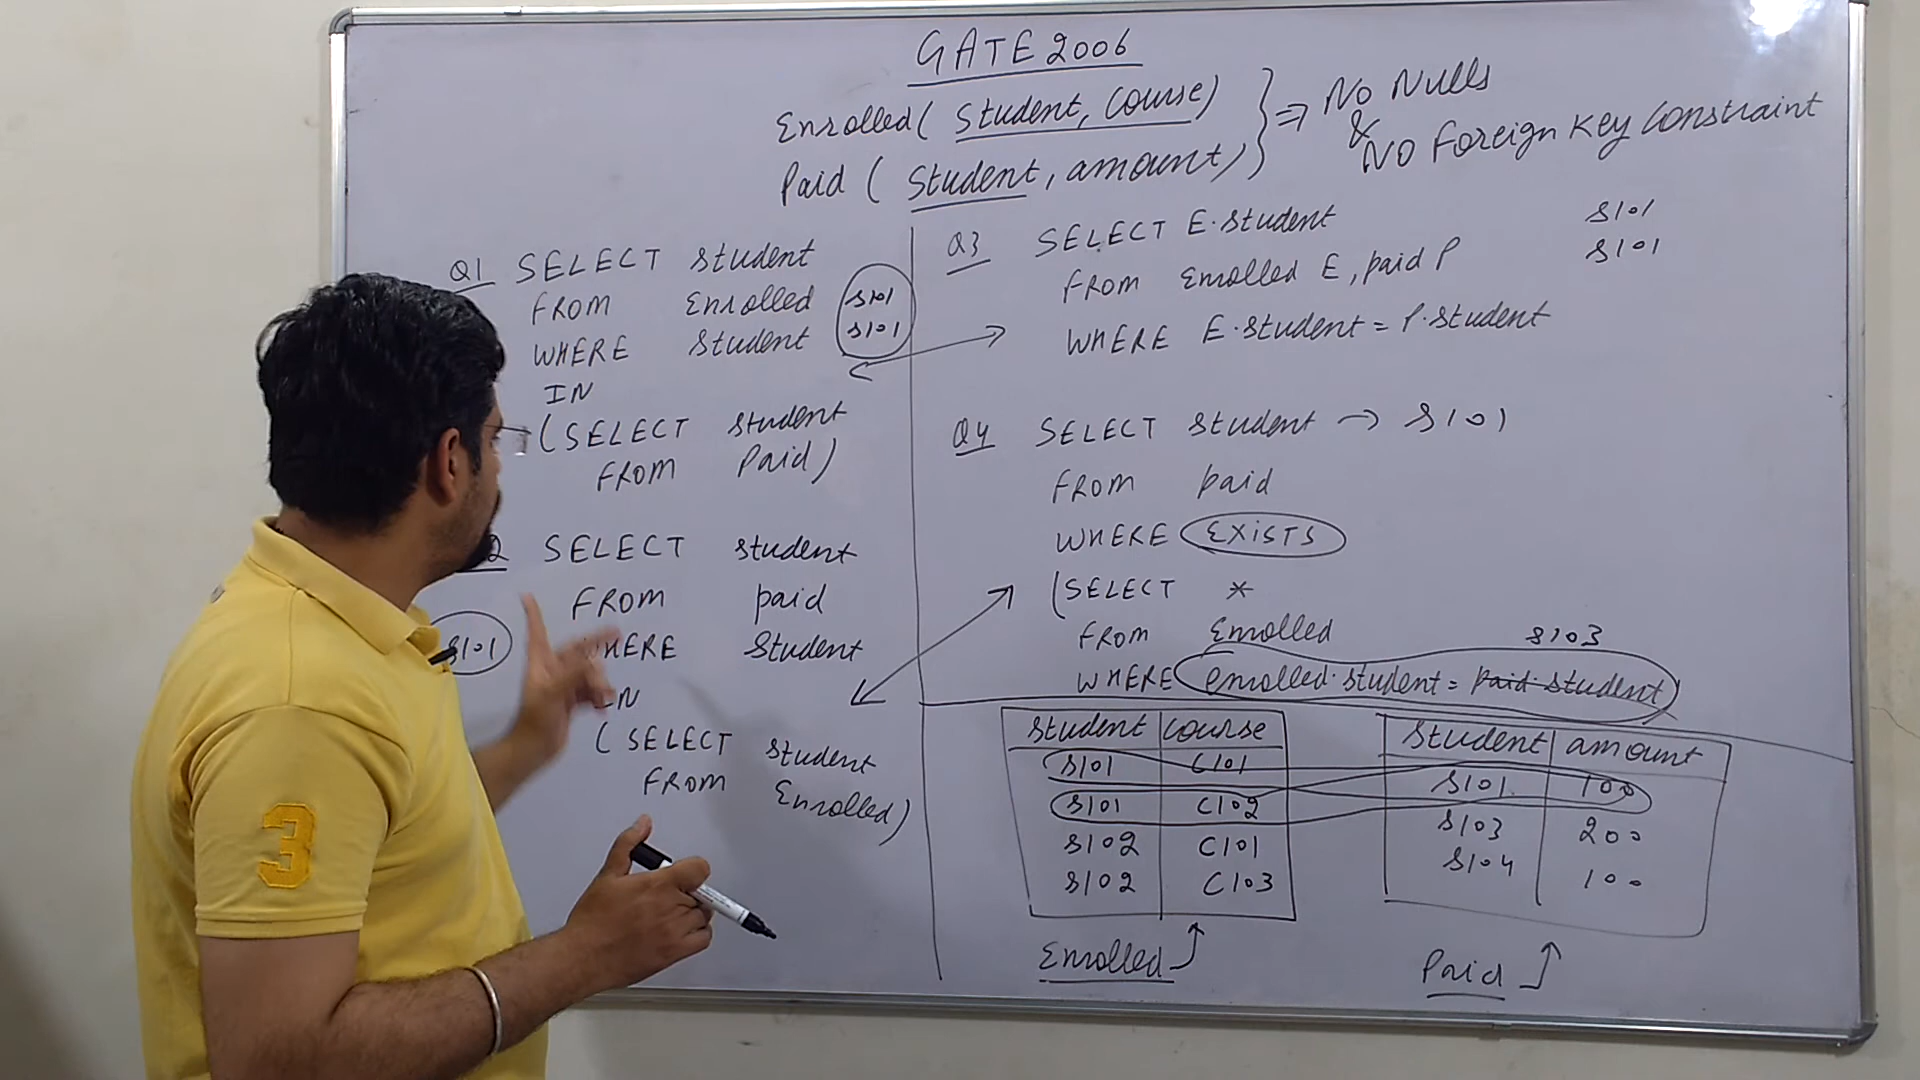 GATE 2006
Enrolled( Student, Course)
Paid ( Student, amount)
=> No Nulls
&
NO Foreign Key Constraint
Q1 SELECT Student
FROM Enrolled
WHERE Student
IN
(SELECT Student
FROM Paid)
S101
S101
2 SELECT Student
FROM paid
WHERE Student
IN
(SELECT Student
FROM Enrolled)
S101
Q3 SELECT E.Student
FROM Enrolled E, paid P
WHERE E.Student = P.Student
S101
S101
Q4 SELECT Student → S101
FROM paid
WHERE EXISTS
(SELECT *
FROM Enrolled
WHERE enrolled.student = paid.student)
S103
Student Course
S101 C101
S101 C102
S102 C101
S102 C103
Enrolled
Student amount
S101 100
S103 200
S104 100
Paid
3